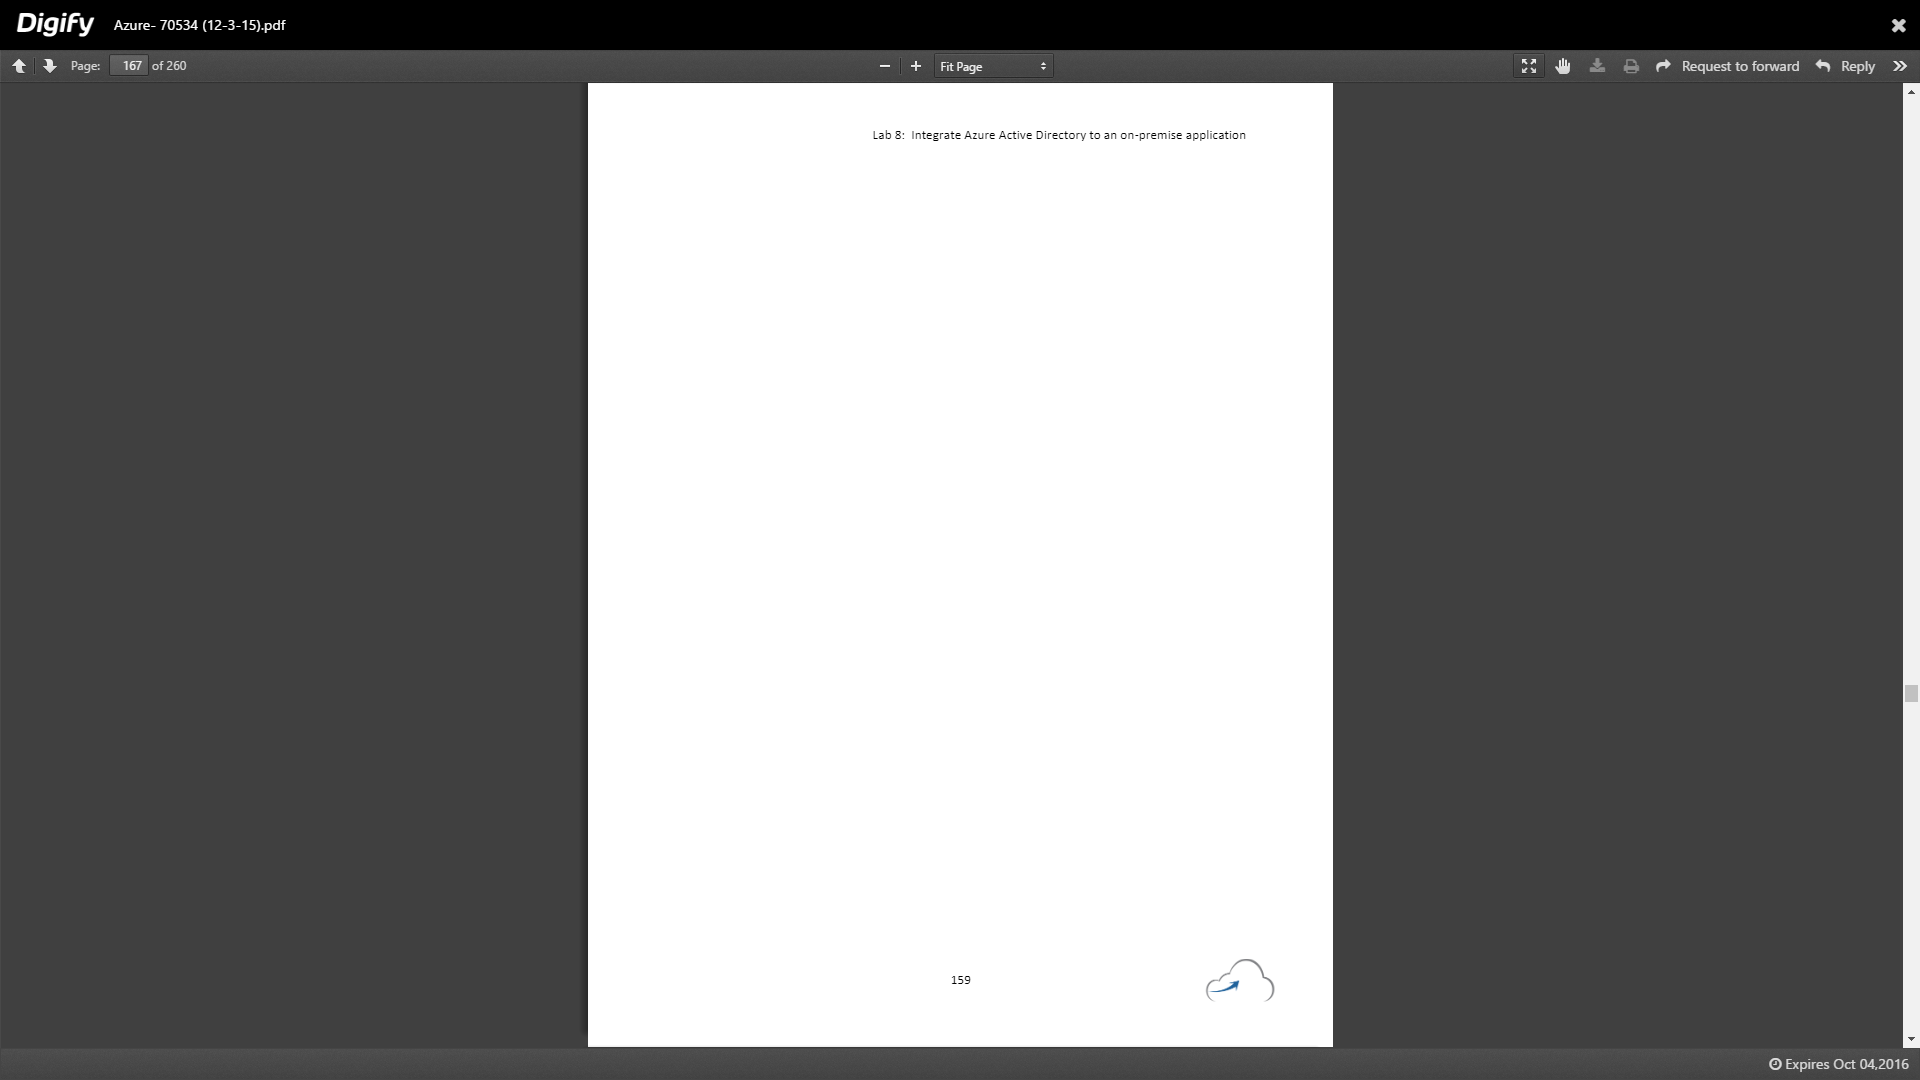 Digify Azure- 70534 (12-3-15).pdf
Page: 167 of 260 Fit Page Request to forward Reply
Lab 8: Integrate Azure Active Directory to an on-premise application
159
Expires Oct 04,2016